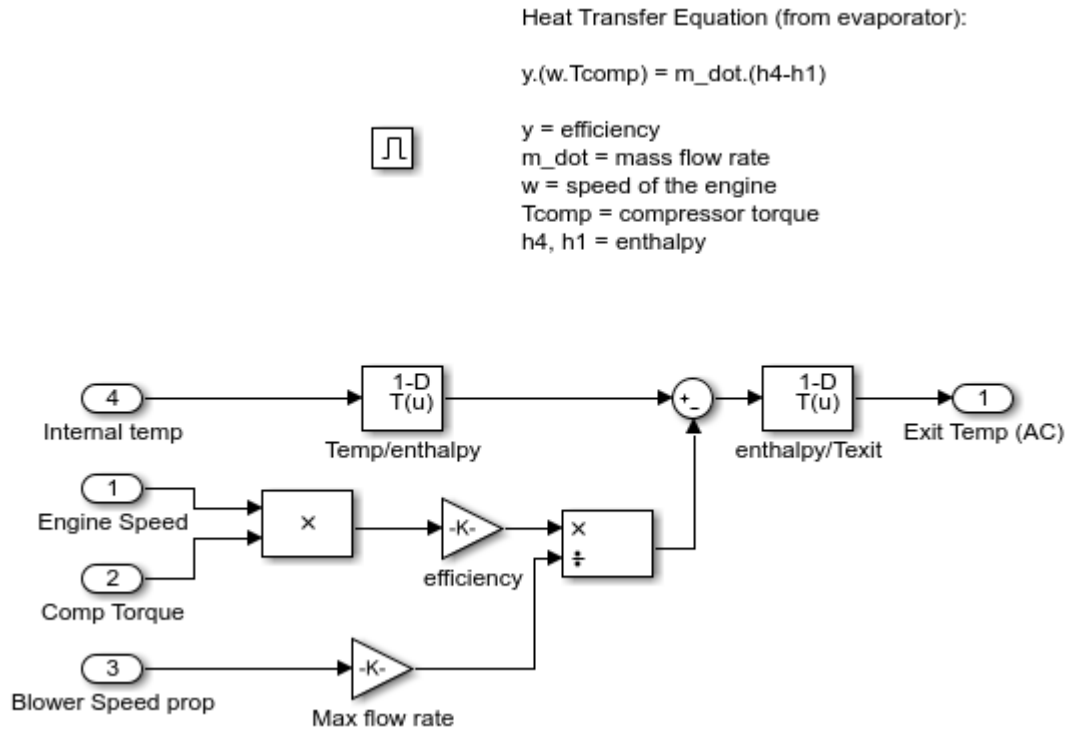 Heat Transfer Equation (from evaporator):
y.(w.Tcomp) = m_dot.(h4-h1)
y = efficiency
m_dot = mass flow rate
w = speed of the engine
Tcomp = compressor torque
h4, h1 = enthalpy
4
Internal temp
1-D
T(u)
Temp/enthalpy
+
-
1-D
T(u)
enthalpy/Texit
1
Exit Temp (AC)
1
Engine Speed
2
Comp Torque
×
-K-
efficiency
×
÷
3
Blower Speed prop
-K-
Max flow rate